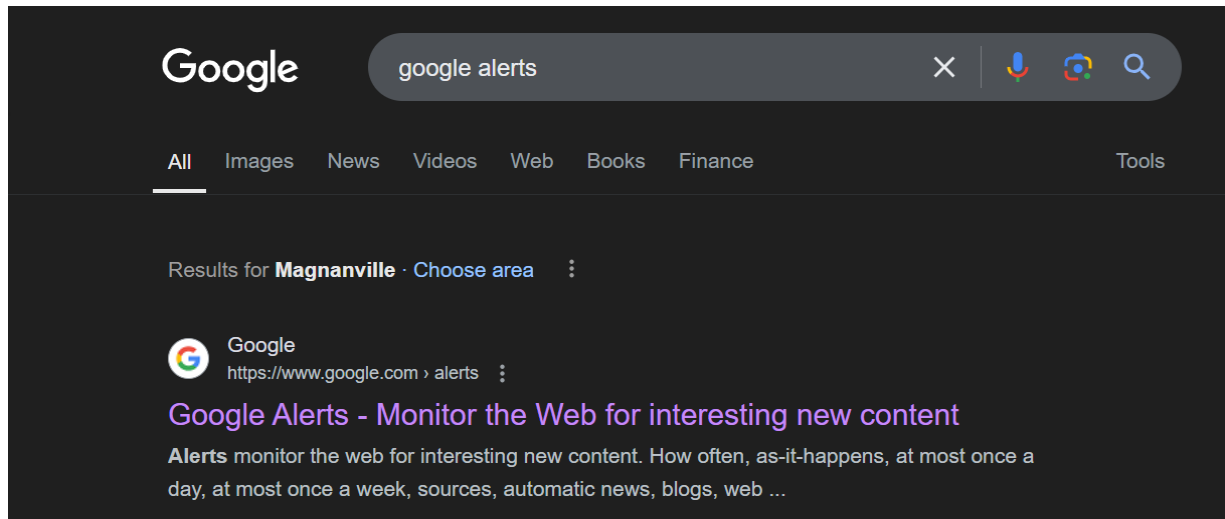 Google
google alerts
All Images News Videos Web Books Finance Tools
Results for Magnanville · Choose area
Google
https://www.google.com › alerts
Google Alerts - Monitor the Web for interesting new content
Alerts monitor the web for interesting new content. How often, as-it-happens, at most once a
day, at most once a week, sources, automatic news, blogs, web ...